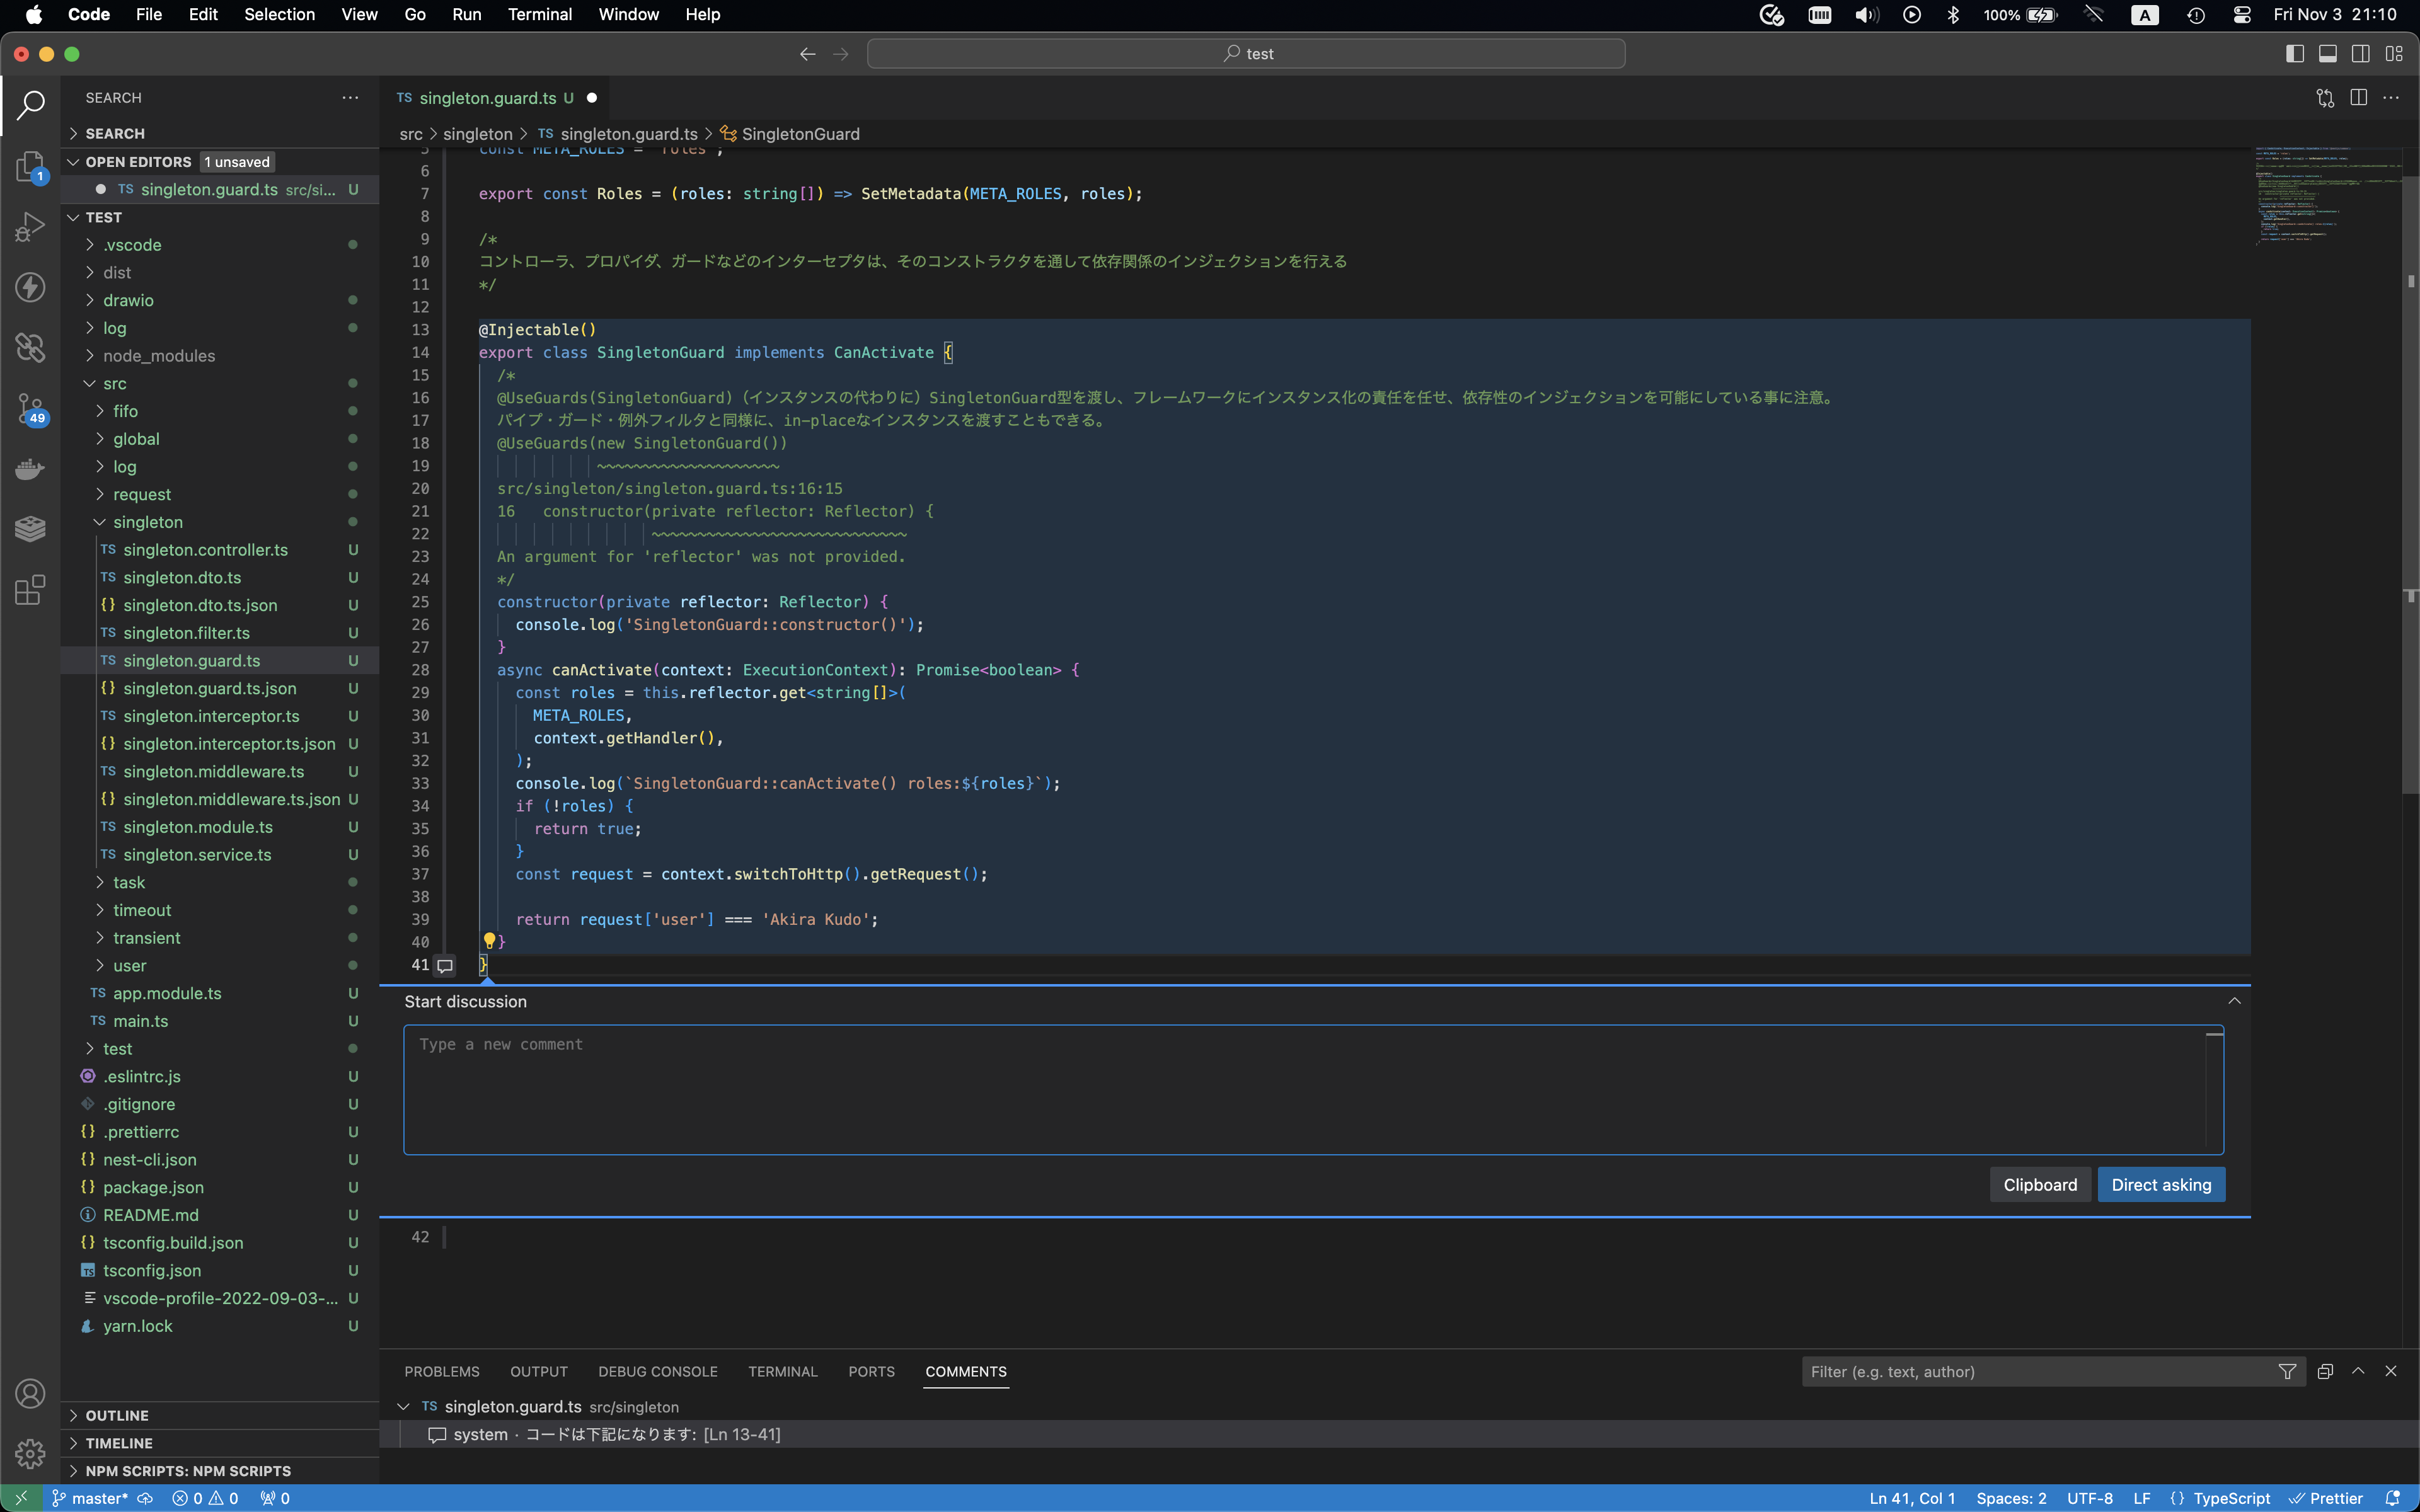 Code File Edit Selection View Go Run Terminal Window Help
100% A Fri Nov 3 21:10
test
SEARCH
SEARCH
OPEN EDITORS 1 unsaved
singleton.guard.ts src/si... U
TEST
.vscode
dist
drawio
log
node_modules
src
fifo
global
log
request
singleton
TS singleton.controller.ts U
TS singleton.dto.ts U
{} singleton.dto.ts.json U
TS singleton.filter.ts U
TS singleton.guard.ts U
{} singleton.guard.ts.json U
TS singleton.interceptor.ts U
{} singleton.interceptor.ts.json U
TS singleton.middleware.ts U
{} singleton.middleware.ts.json U
TS singleton.module.ts U
TS singleton.service.ts U
task
timeout
transient
user
TS app.module.ts U
TS main.ts U
test
.eslintrc.js U
.gitignore U
{} .prettierrc U
{} nest-cli.json U
{} package.json U
README.md U
{} tsconfig.build.json U
TS tsconfig.json U
vscode-profile-2022-09-03-... U
yarn.lock U
OUTLINE
TIMELINE
NPM SCRIPTS: NPM SCRIPTS
1
49
TS singleton.guard.ts U
src > singleton > TS singleton.guard.ts > SingletonGuard
5 const META_ROLES = 'roles';
6
7 export const Roles = (roles: string[]) => SetMetadata(META_ROLES, roles);
8
9 /*
10 コントローラ、プロパイダ、ガードなどのインターセプタは、そのコンストラクタを通して依存関係のインジェクションを行える
11 */
12
13 @Injectable()
14 export class SingletonGuard implements CanActivate {
15 /*
16 @UseGuards(SingletonGuard)（インスタンスの代わりに）SingletonGuard型を渡し、フレームワークにインスタンス化の責任を任せ、依存性のインジェクションを可能にしている事に注意。
17 パイプ・ガード・例外フィルタと同様に、in-placeなインスタンスを渡すこともできる。
18 @UseGuards(new SingletonGuard())
19 ~~~~~~~~~~~~~~~~~~~~
20 src/singleton/singleton.guard.ts:16:15
21 16 constructor(private reflector: Reflector) {
22 ~~~~~~~~~~~~~~~~~~~~~~~~~~~~
23 An argument for 'reflector' was not provided.
24 */
25 constructor(private reflector: Reflector) {
26 console.log('SingletonGuard::constructor()');
27 }
28 async canActivate(context: ExecutionContext): Promise<boolean> {
29 const roles = this.reflector.get<string[]>(
30 META_ROLES,
31 context.getHandler(),
32 );
33 console.log(`SingletonGuard::canActivate() roles:${roles}`);
34 if (!roles) {
35 return true;
36 }
37 const request = context.switchToHttp().getRequest();
38
39 return request['user'] === 'Akira Kudo';
40 }
41 }
Start discussion
Type a new comment
Clipboard Direct asking
42
PROBLEMS OUTPUT DEBUG CONSOLE TERMINAL PORTS COMMENTS
Filter (e.g. text, author)
TS singleton.guard.ts src/singleton
system · コードは下記になります: [Ln 13-41]
master* 0 0 0
Ln 41, Col 1 Spaces: 2 UTF-8 LF {} TypeScript Prettier